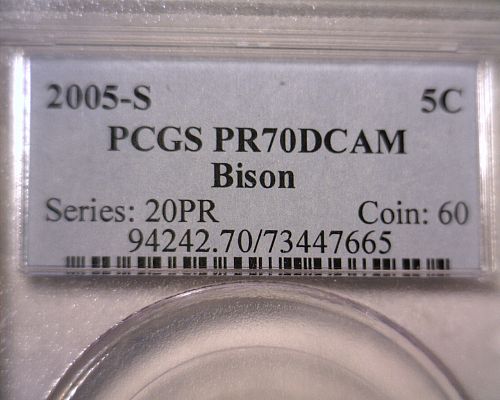 2005-S 5C
PCGS PR70DCAM
Bison
Series: 20PR Coin: 60
94242.70/73447665